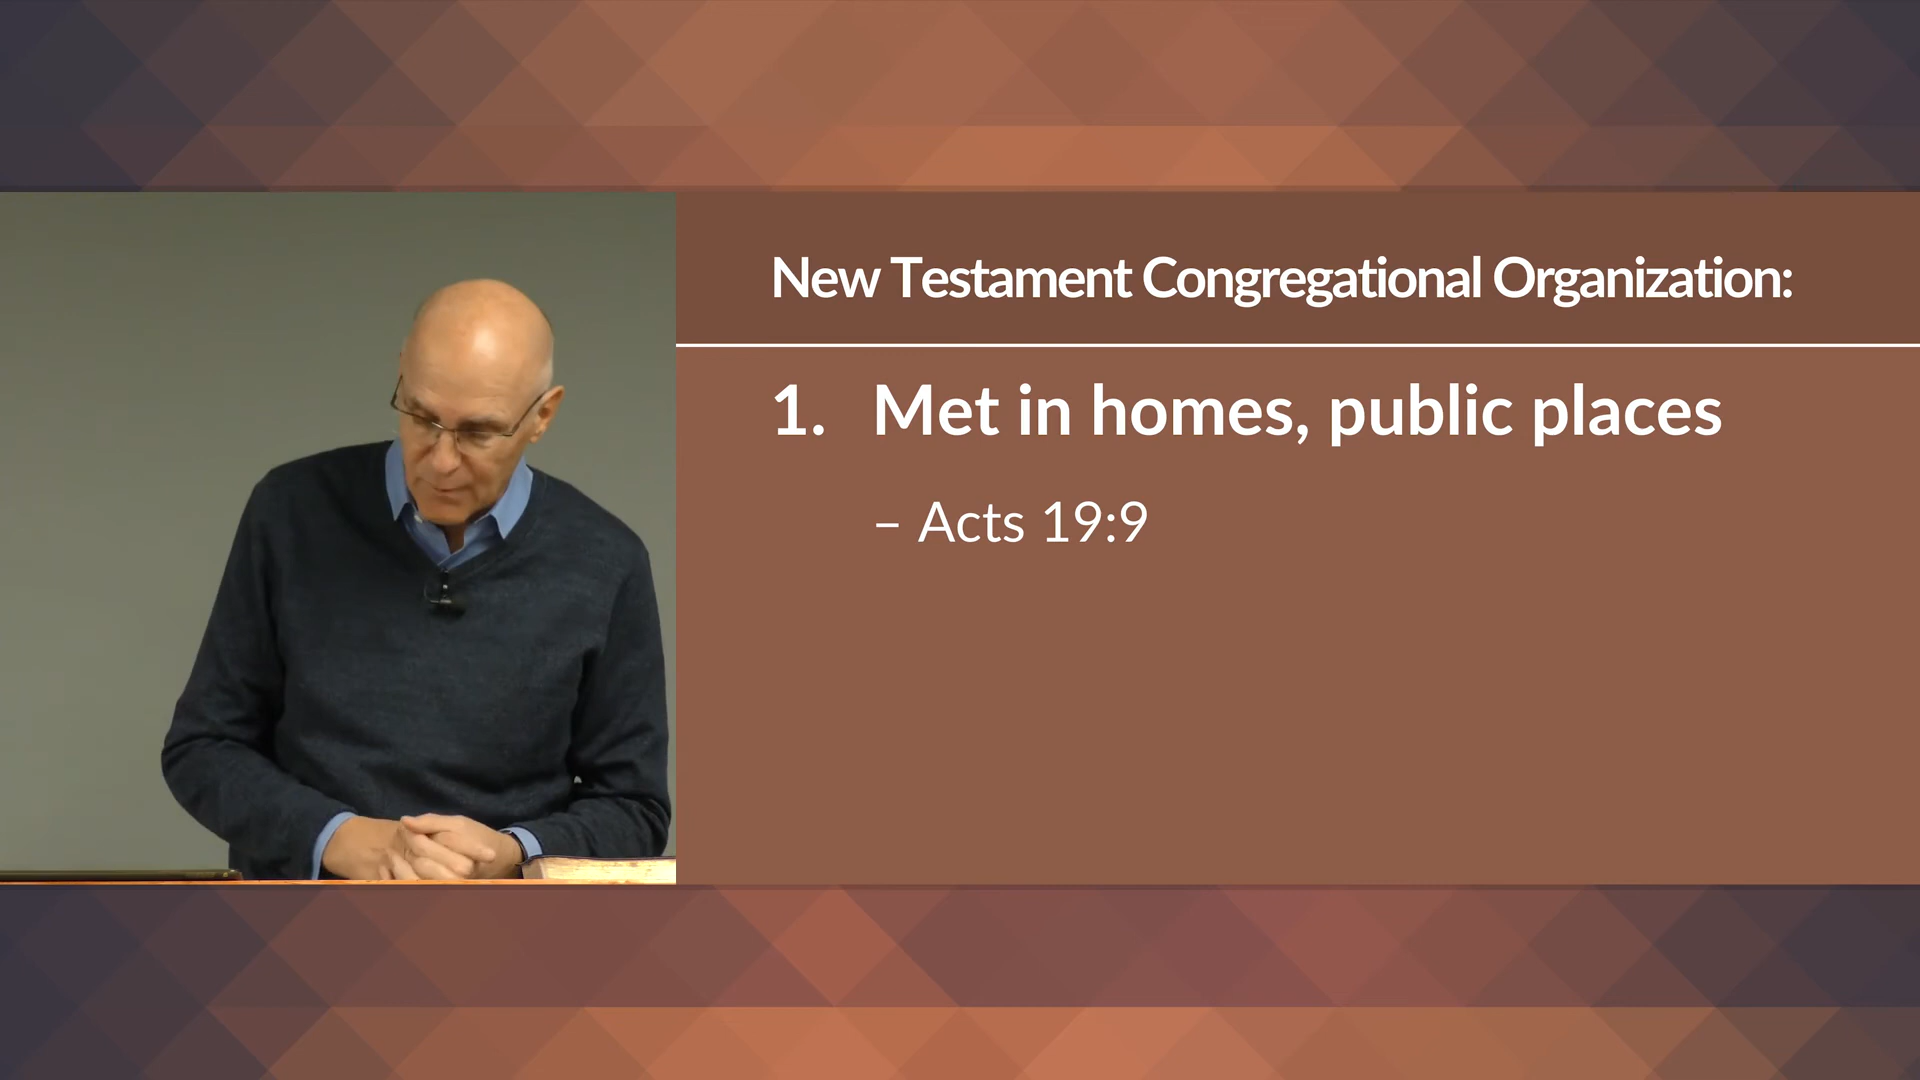 New Testament Congregational Organization:
1. Met in homes, public places
– Acts 19:9